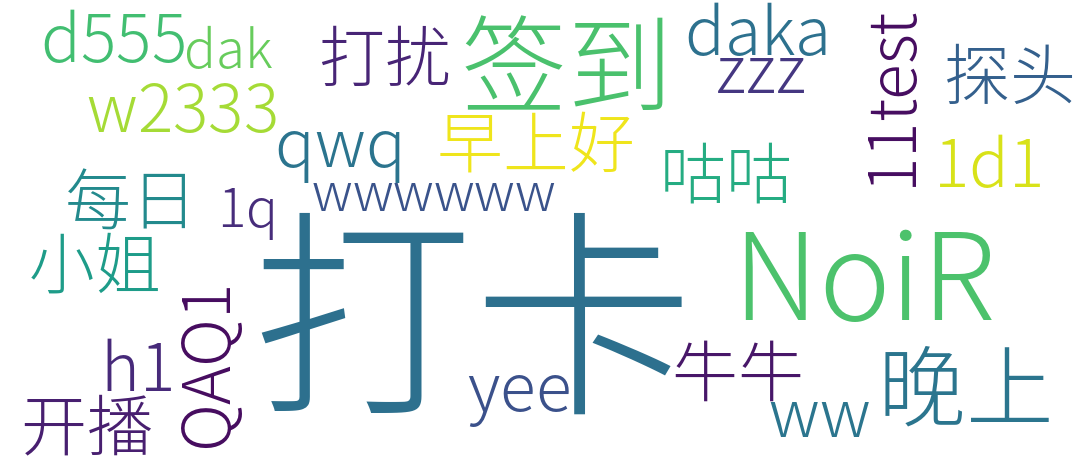 d555
dak
打扰
签到
daka
zzz
111test
探头
w2333
qwq
早上好
咕咕
1d1
每日
1q
wwwwww
小姐
打卡
NoiR
QAQ1
h1
开播
yee
牛牛
ww
晚上